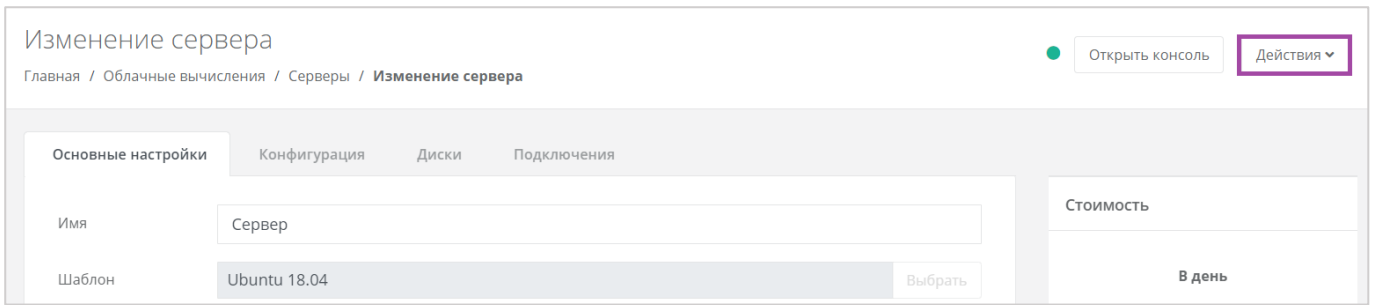 Изменение сервера
Главная / Облачные вычисления / Серверы / Изменение сервера
Открыть консоль
Действия
Основные настройки Конфигурация Диски Подключения
Имя
Сервер
Шаблон
Ubuntu 18.04
Выбрать
Стоимость
В день